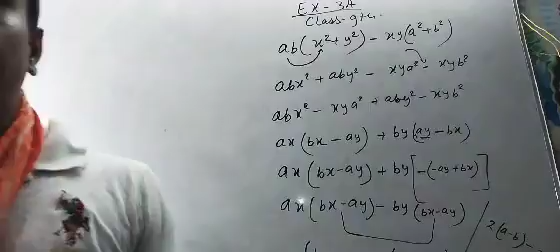 EX-3A
Class-9th
ab(x²+y²) - xy(a²+b²)
abx² + aby² - xya² - xyb²
abx² - xya² + aby² - xyb²
ax(bx-ay) + by(ay-bx)
ax(bx-ay) + by[-(-ay+bx)]
ax(bx-ay) - by(bx-ay)
2(a-b)-